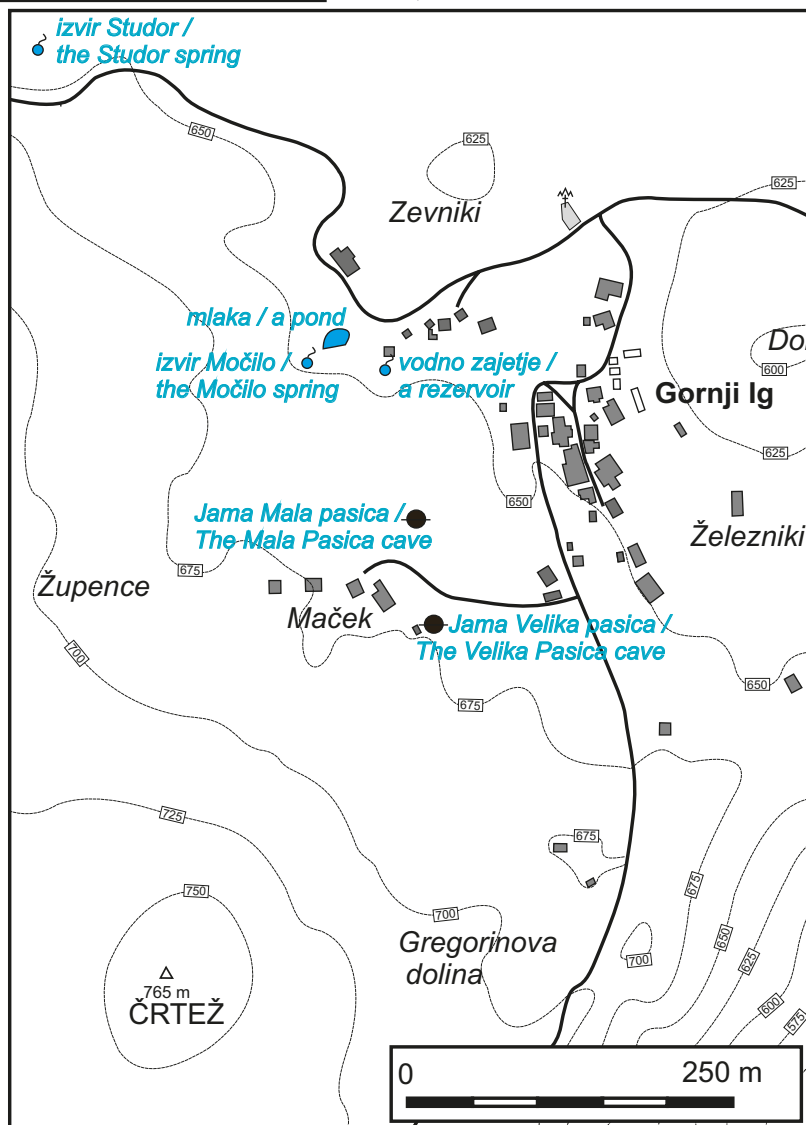 izvir Studor /
the Studor spring
650
625
625
Zevniki
mlaka / a pond
izvir Močilo /
the Močilo spring
vodno zajetje /
a rezervoir
Do
600
Gornji Ig
625
650
Jama Mala pasica /
The Mala Pasica cave
Železniki
675
Župence
Maček
Jama Velika pasica /
The Velika Pasica cave
700
650
675
725
675
675
750
700
650
Gregorinova
dolina
700
625
765 m
ČRTEŽ
600
575
0
250 m